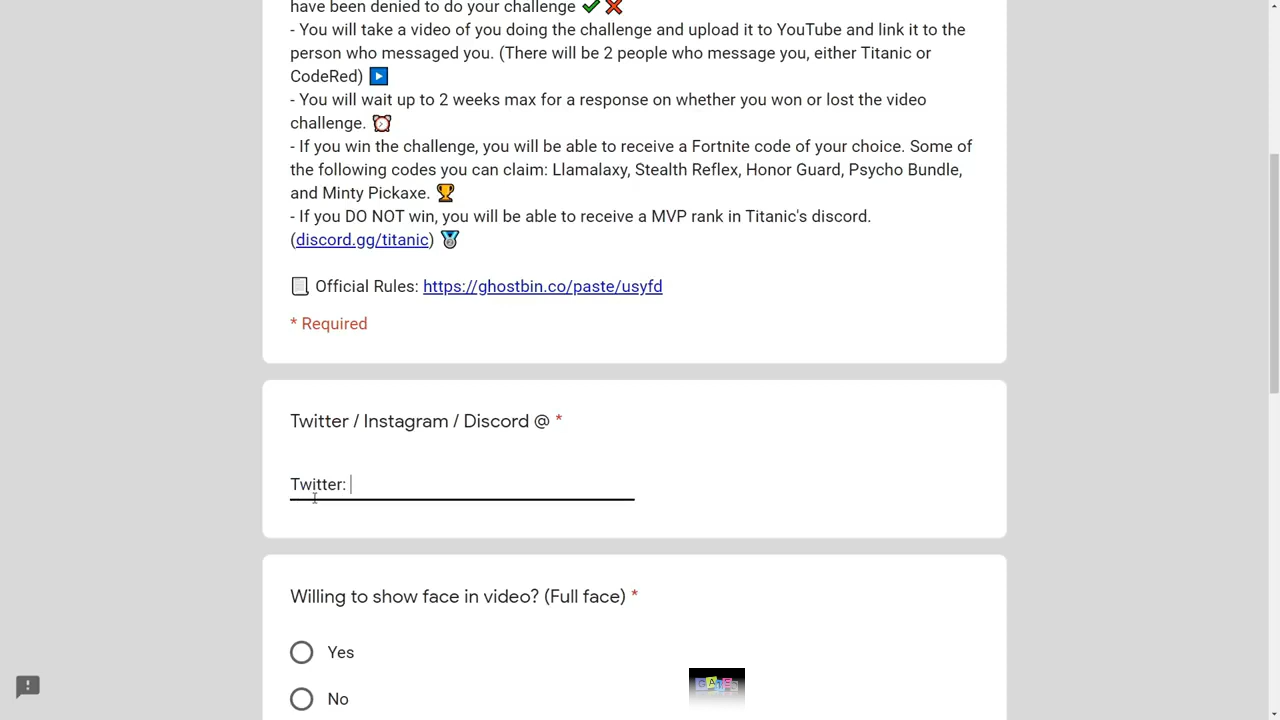 have been denied to do your challenge ✔️ ❌
- You will take a video of you doing the challenge and upload it to YouTube and link it to the
person who messaged you. (There will be 2 people who message you, either Titanic or
CodeRed) ▶️
- You will wait up to 2 weeks max for a response on whether you won or lost the video
challenge. ⏰
- If you win the challenge, you will be able to receive a Fortnite code of your choice. Some of
the following codes you can claim: Llamalaxy, Stealth Reflex, Honor Guard, Psycho Bundle,
and Minty Pickaxe. 🏆
- If you DO NOT win, you will be able to receive a MVP rank in Titanic's discord.
(discord.gg/titanic) 🏅
📃 Official Rules: https://ghostbin.co/paste/usyfd
* Required
Twitter / Instagram / Discord @ *
Twitter:
Willing to show face in video? (Full face) *
Yes
No